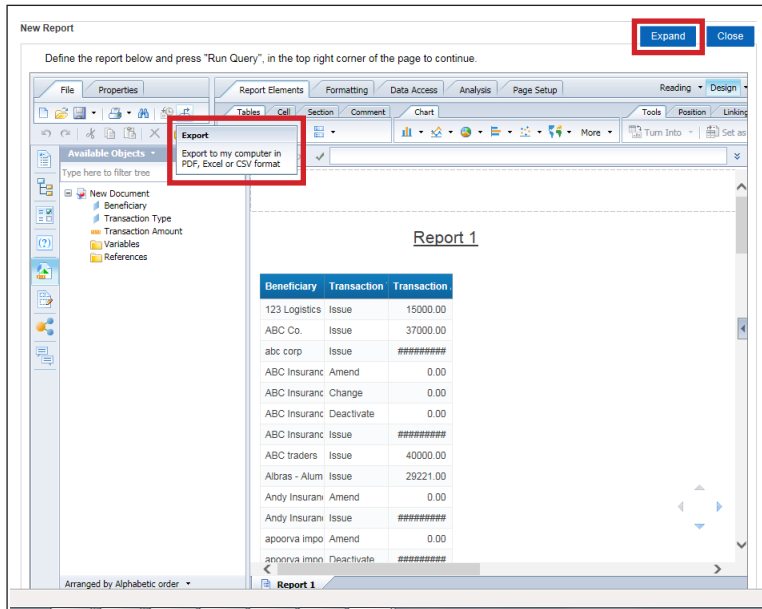 New Report
Expand Close
Define the report below and press "Run Query", in the top right corner of the page to continue.
File Properties Report Elements Formatting Data Access Analysis Page Setup Reading Design
Tables Cell Section Comment Chart Tools Position Linking
More Turn Into Set as
Export
Export to my computer in
PDF, Excel or CSV format
Available Objects
Type here to filter tree
New Document
Beneficiary
Transaction Type
Transaction Amount
Variables
References
Report 1
Beneficiary Transaction Transaction
123 Logistics Issue 15000.00
ABC Co. Issue 37000.00
abc corp Issue #########
ABC Insuranc Amend 0.00
ABC Insuranc Change 0.00
ABC Insuranc Deactivate 0.00
ABC Insuranc Issue #########
ABC traders Issue 40000.00
Albras - Alum Issue 29221.00
Andy Insuran Amend 0.00
Andy Insuran Issue #########
apoorva impo Amend 0.00
apoorva impo Deactivate #########
Arranged by Alphabetic order Report 1